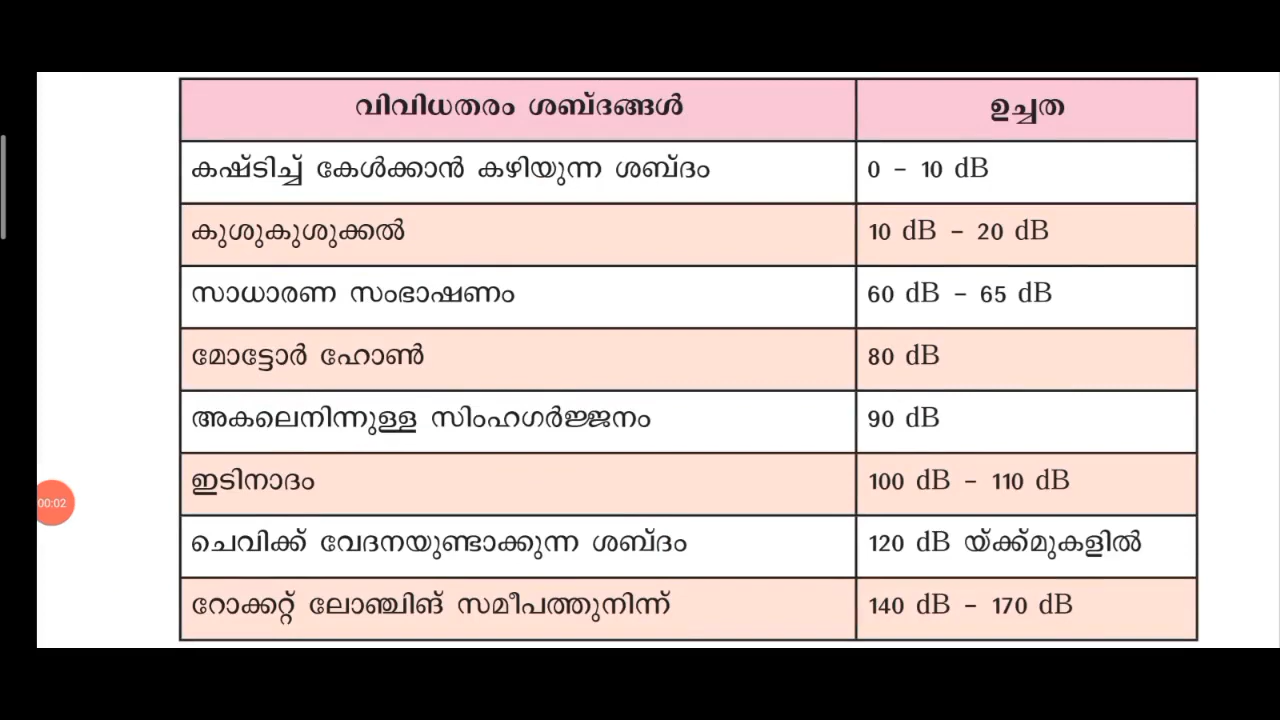 വിവിധതരം ശബ്ദങ്ങൾ ഉച്ചത
കഷ്ടിച്ച് കേൾക്കാൻ കഴിയുന്ന ശബ്ദം 0 – 10 dB
കുശുകുശുക്കൽ 10 dB – 20 dB
സാധാരണ സംഭാഷണം 60 dB – 65 dB
മോട്ടോർ ഹോൺ 80 dB
അകലെനിന്നുള്ള സിംഹഗർജ്ജനം 90 dB
ഇടിനാദം 100 dB – 110 dB
ചെവിക്ക് വേദനയുണ്ടാക്കുന്ന ശബ്ദം 120 dB യ്ക്ക്മുകളിൽ
റോക്കറ്റ് ലോഞ്ചിങ് സമീപത്തുനിന്ന് 140 dB – 170 dB
00:02